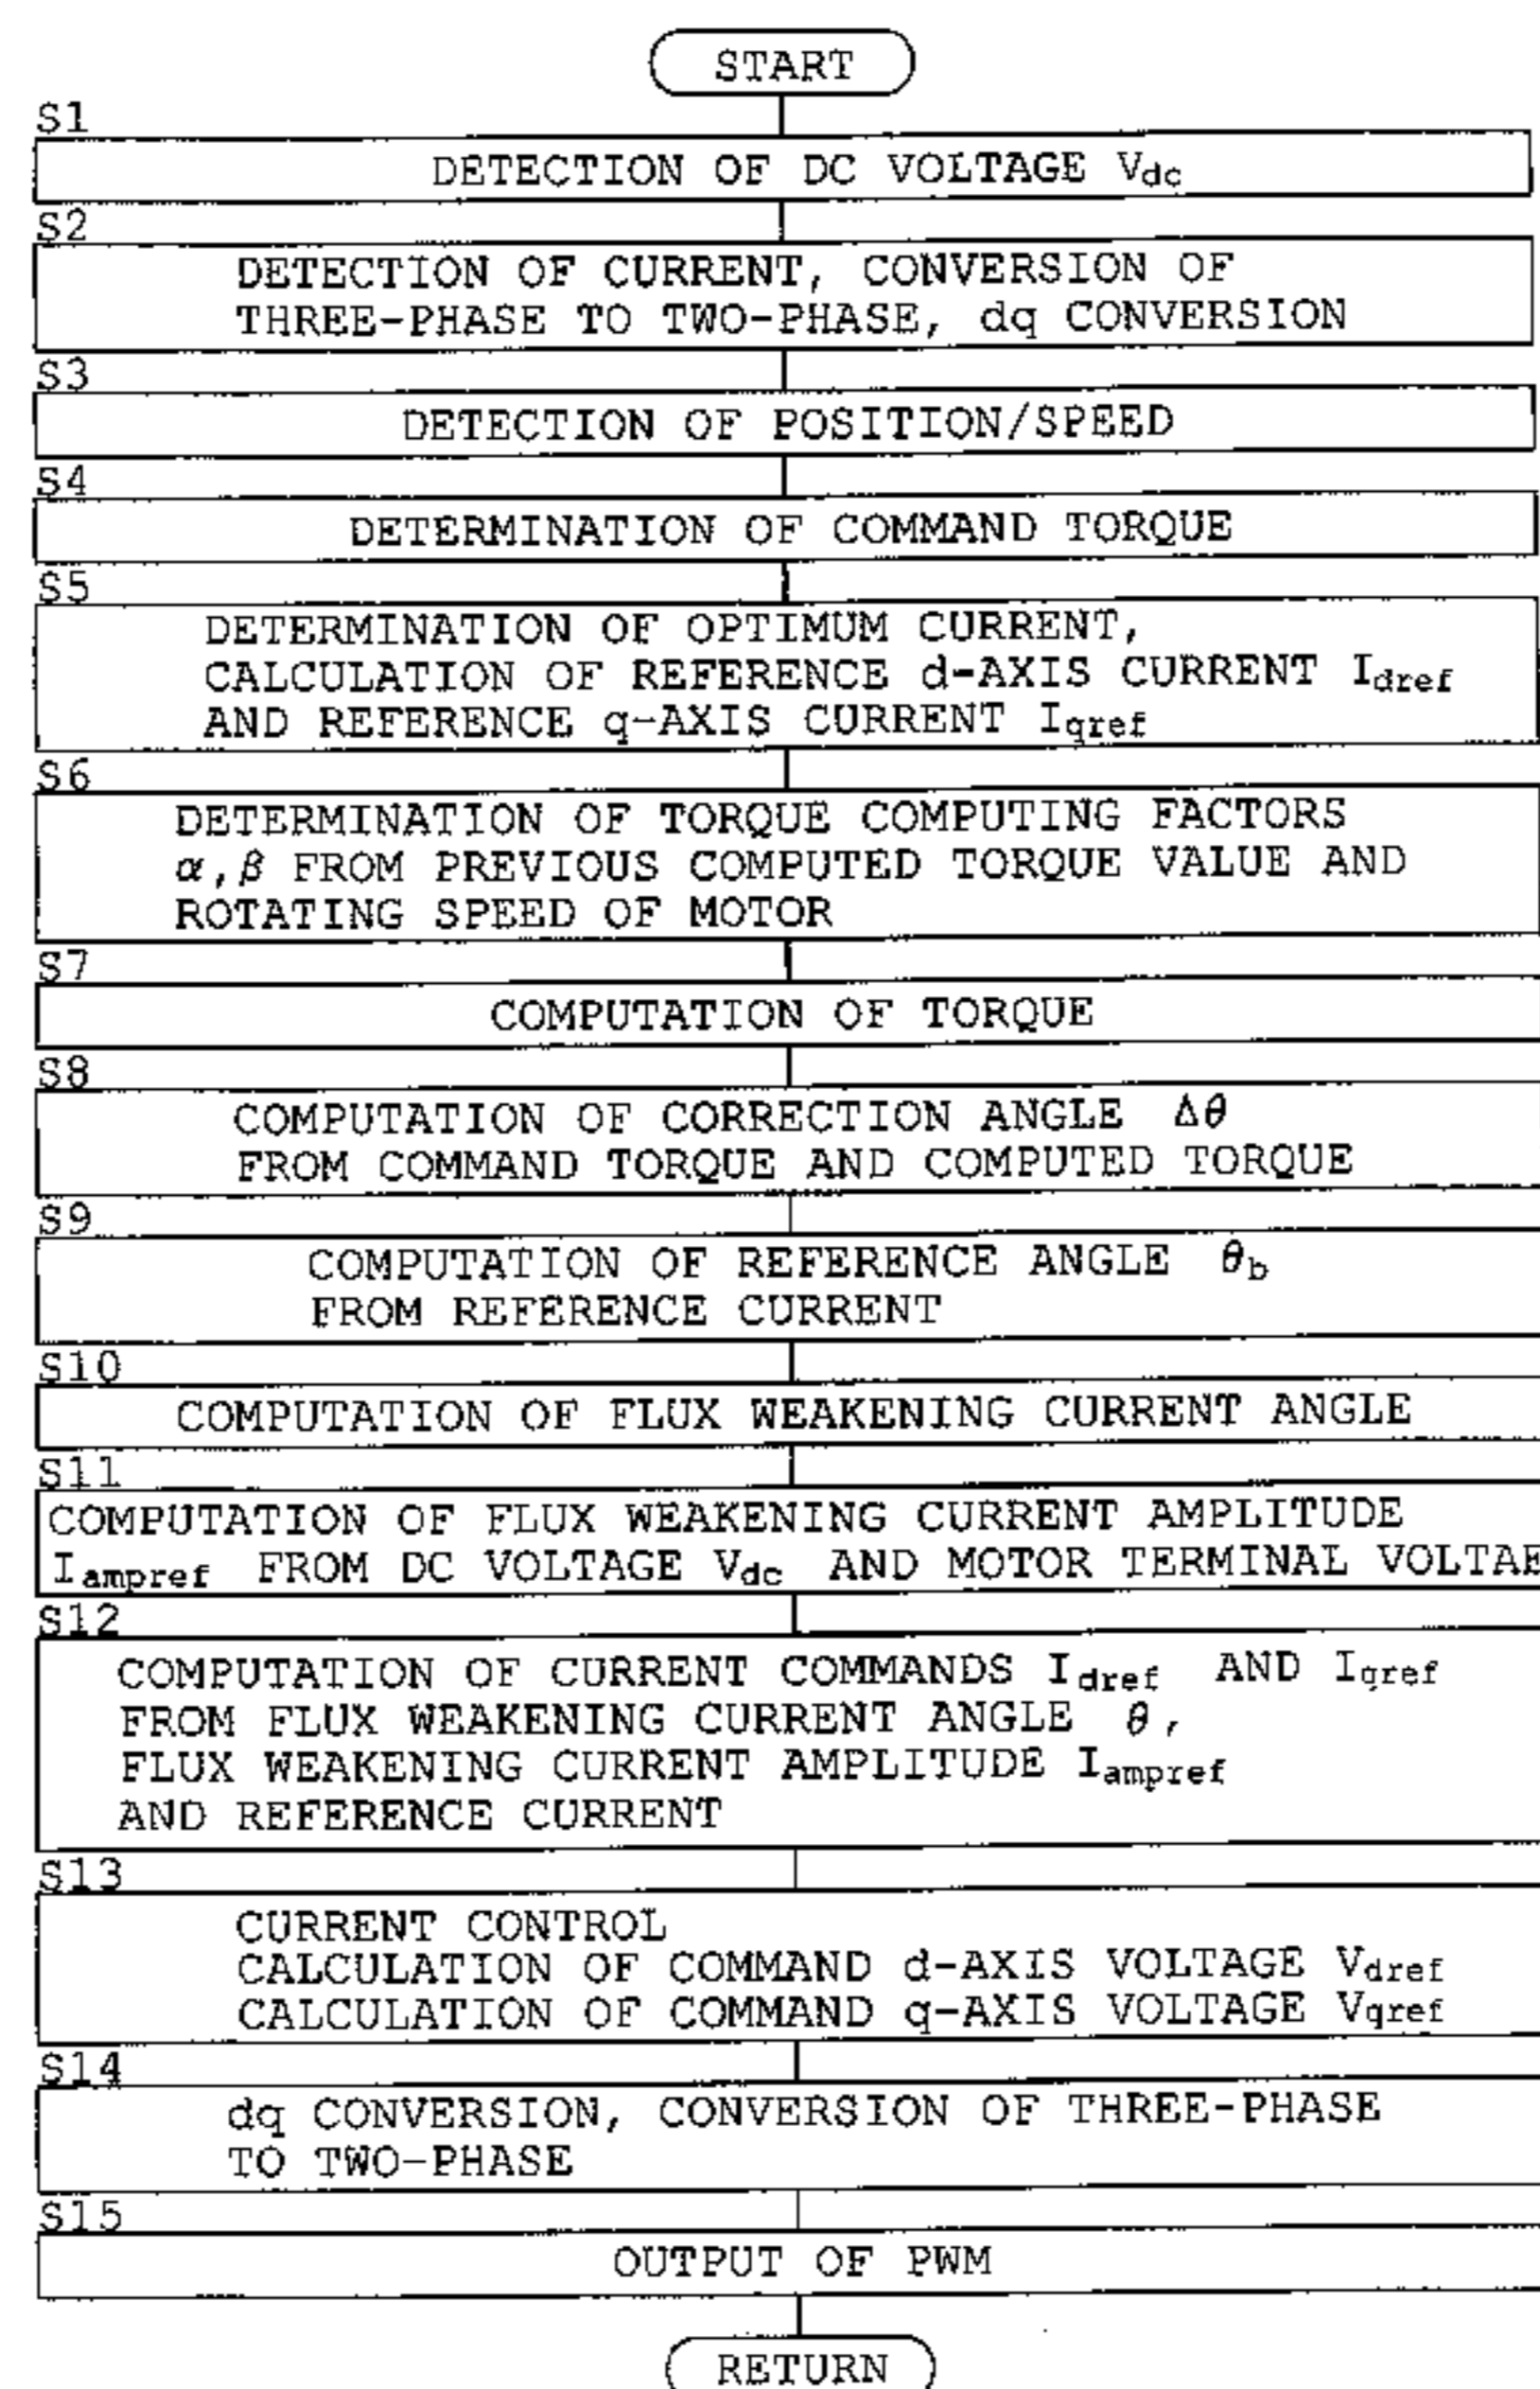 START
S1
DETECTION OF DC VOLTAGE Vdc
S2
DETECTION OF CURRENT, CONVERSION OF
THREE-PHASE TO TWO-PHASE, dq CONVERSION
S3
DETECTION OF POSITION/SPEED
S4
DETERMINATION OF COMMAND TORQUE
S5
DETERMINATION OF OPTIMUM CURRENT,
CALCULATION OF REFERENCE d-AXIS CURRENT Idref
AND REFERENCE q-AXIS CURRENT Iqref
S6
DETERMINATION OF TORQUE COMPUTING FACTORS
α,β FROM PREVIOUS COMPUTED TORQUE VALUE AND
ROTATING SPEED OF MOTOR
S7
COMPUTATION OF TORQUE
S8
COMPUTATION OF CORRECTION ANGLE Δθ
FROM COMMAND TORQUE AND COMPUTED TORQUE
S9
COMPUTATION OF REFERENCE ANGLE θb
FROM REFERENCE CURRENT
S10
COMPUTATION OF FLUX WEAKENING CURRENT ANGLE
S11
COMPUTATION OF FLUX WEAKENING CURRENT AMPLITUDE
Iampref FROM DC VOLTAGE Vdc AND MOTOR TERMINAL VOLTAE
S12
COMPUTATION OF CURRENT COMMANDS Idref AND Iqref
FROM FLUX WEAKENING CURRENT ANGLE θ,
FLUX WEAKENING CURRENT AMPLITUDE Iampref
AND REFERENCE CURRENT
S13
CURRENT CONTROL
CALCULATION OF COMMAND d-AXIS VOLTAGE Vdref
CALCULATION OF COMMAND q-AXIS VOLTAGE Vqref
S14
dq CONVERSION, CONVERSION OF THREE-PHASE
TO TWO-PHASE
S15
OUTPUT OF PWM
RETURN